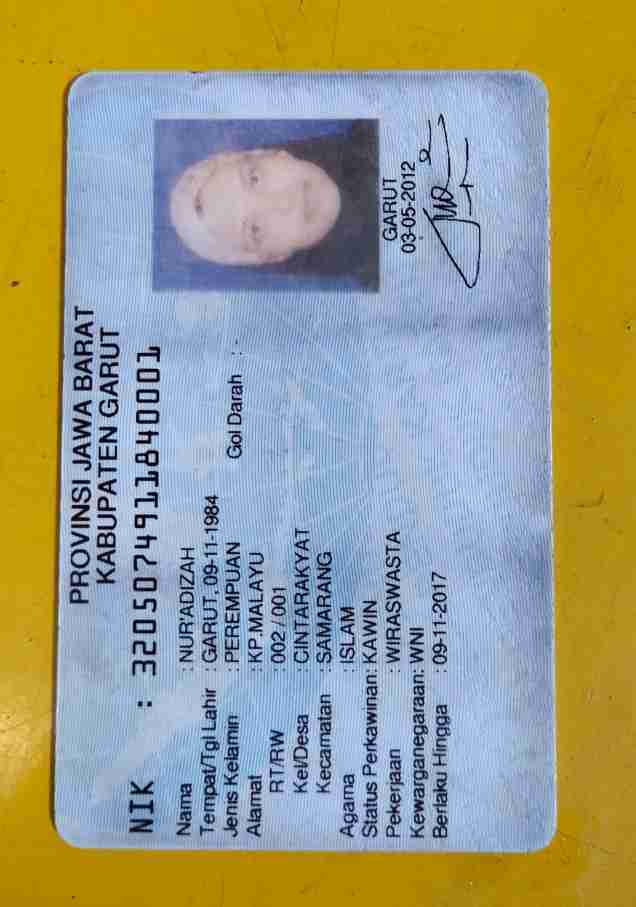 PROVINSI JAWA BARAT
KABUPATEN GARUT
NIK : 3205074911840001
Nama : NUR'ADIZAH
Tempat/Tgl Lahir : GARUT, 09-11-1984
Jenis Kelamin : PEREMPUAN Gol Darah : -
Alamat : KP.MALAYU
RT/RW : 002 / 001
Kel/Desa : CINTARAKYAT
Kecamatan : SAMARANG
Agama : ISLAM
Status Perkawinan: KAWIN
Pekerjaan : WIRASWASTA
Kewarganegaraan: WNI
Berlaku Hingga : 09-11-2017
GARUT
03-05-2012